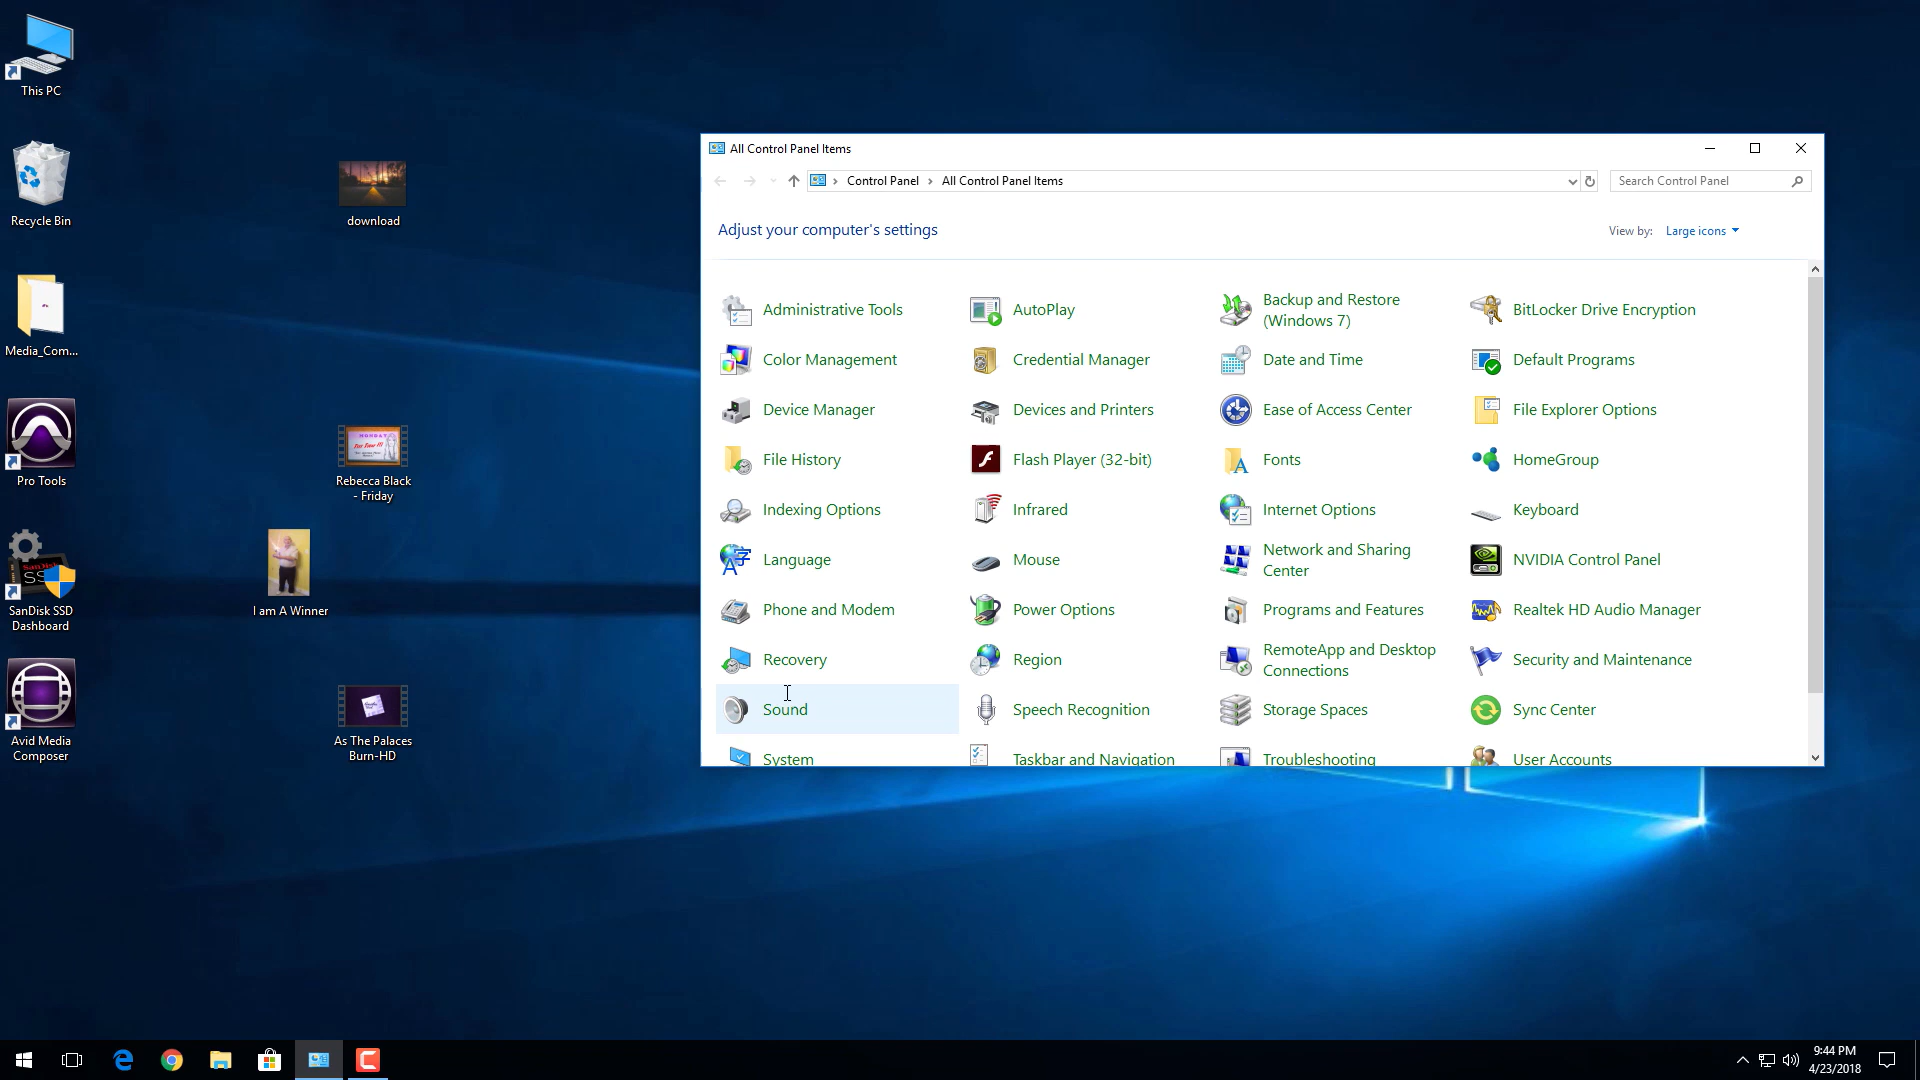 This PC
Recycle Bin
Media_Com...
Pro Tools
SanDisk SSD
Dashboard
Avid Media
Composer
I am A Winner
download
Rebecca Black
- Friday
As The Palaces
Burn-HD
All Control Panel Items
Control Panel
All Control Panel Items
Search Control Panel
Adjust your computer's settings
View by:
Large icons
Administrative Tools
AutoPlay
Backup and Restore
(Windows 7)
BitLocker Drive Encryption
Color Management
Credential Manager
Date and Time
Default Programs
Device Manager
Devices and Printers
Ease of Access Center
File Explorer Options
File History
Flash Player (32-bit)
Fonts
HomeGroup
Indexing Options
Infrared
Internet Options
Keyboard
Language
Mouse
Network and Sharing
Center
NVIDIA Control Panel
Phone and Modem
Power Options
Programs and Features
Realtek HD Audio Manager
Recovery
Region
RemoteApp and Desktop
Connections
Security and Maintenance
Sound
Speech Recognition
Storage Spaces
Sync Center
System
Taskbar and Navigation
Troubleshooting
User Accounts
9:44 PM
4/23/2018